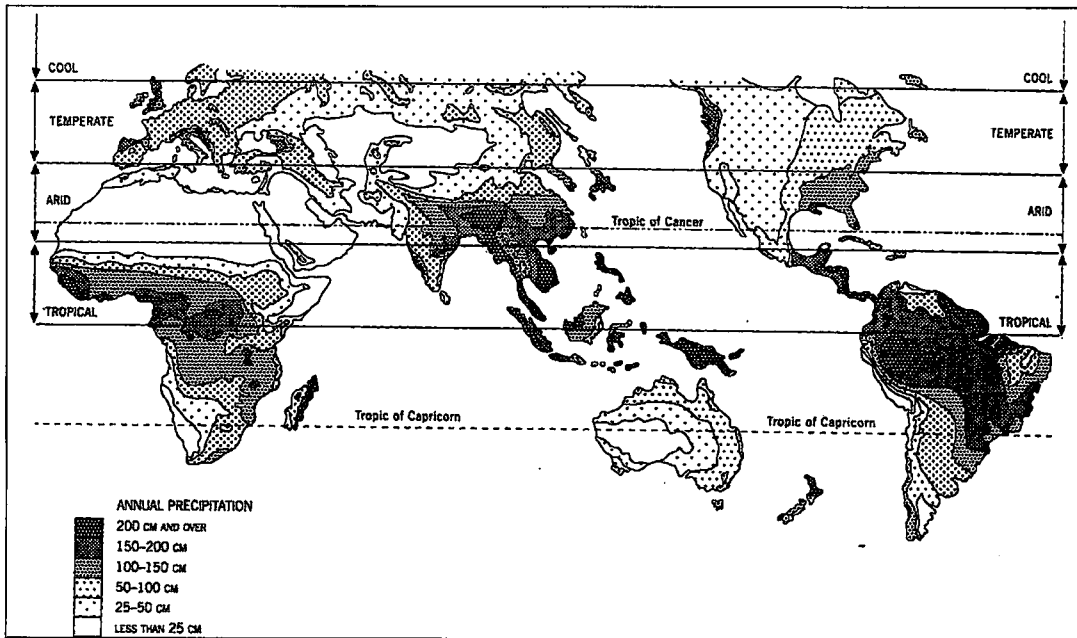 COOL
COOL
TEMPERATE
TEMPERATE
ARID
ARID
Tropic of Cancer
TROPICAL
TROPICAL
Tropic of Capricorn
Tropic of Capricorn
ANNUAL PRECIPITATION
200 CM AND OVER
150–200 CM
100–150 CM
50–100 CM
25–50 CM
LESS THAN 25 CM